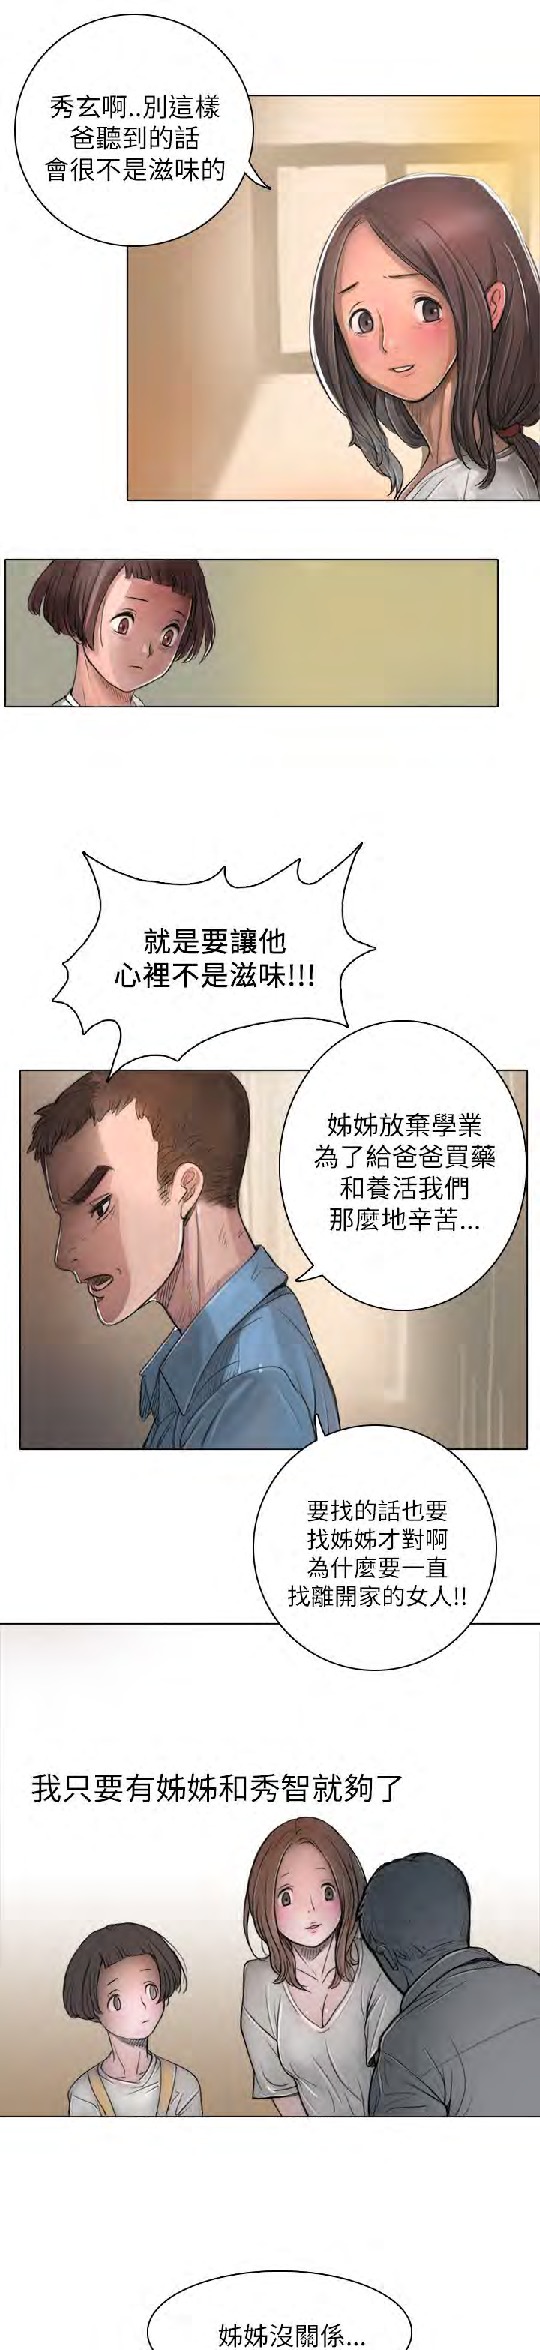 秀玄啊..別這樣
爸聽到的話
會很不是滋味的
就是要讓他
心裡不是滋味!!!
姊姊放棄學業
為了給爸爸買藥
和養活我們
那麼地辛苦...
要找的話也要
找姊姊才對啊
為什麼要一直
找離開家的女人!!
我只要有姊姊和秀智就夠了
姊姊沒關係...